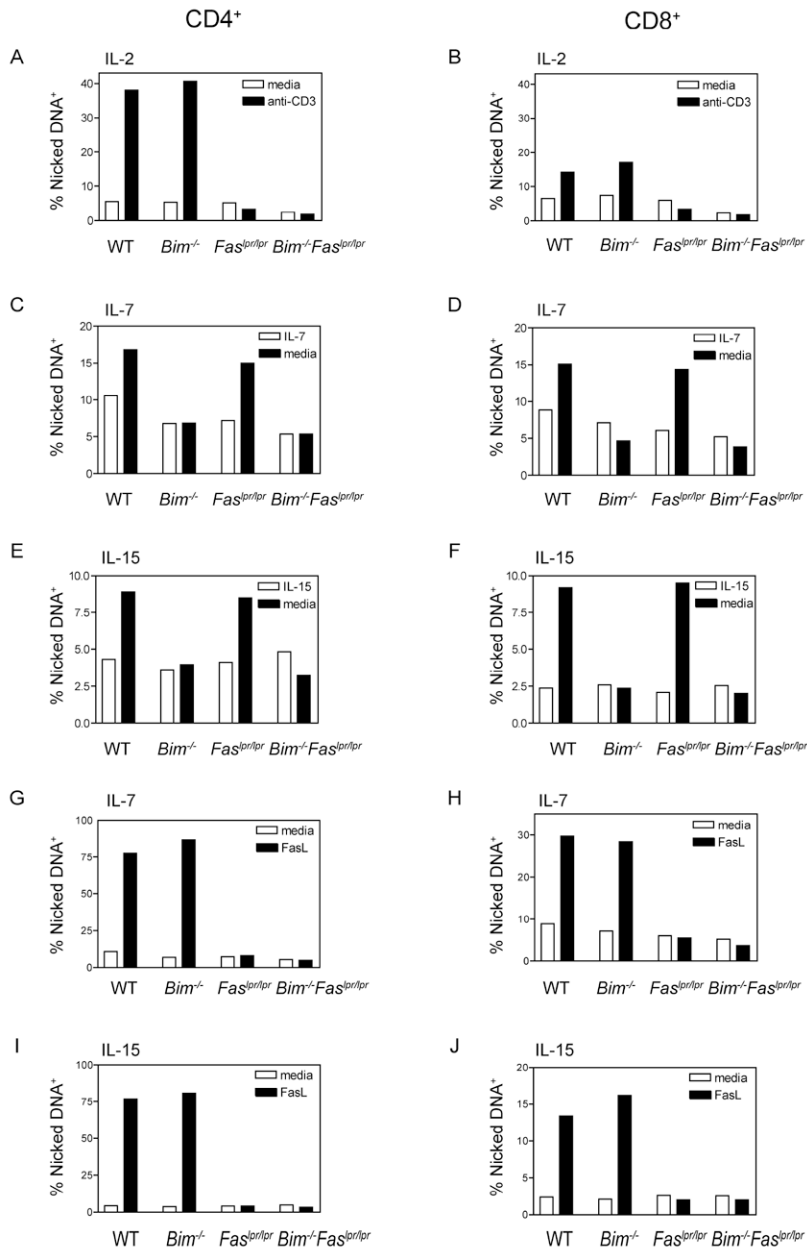 CD4⁺ CD8⁺
A IL-2
% Nicked DNA⁺
40
30
20
10
0
media
anti-CD3
WT Bim⁻/⁻ Fasˡᵖʳ/ˡᵖʳ Bim⁻/⁻Fasˡᵖʳ/ˡᵖʳ
B IL-2
% Nicked DNA⁺
40
30
20
10
0
media
anti-CD3
WT Bim⁻/⁻ Fasˡᵖʳ/ˡᵖʳ Bim⁻/⁻Fasˡᵖʳ/ˡᵖʳ
C IL-7
% Nicked DNA⁺
20
15
10
5
0
IL-7
media
WT Bim⁻/⁻ Fasˡᵖʳ/ˡᵖʳ Bim⁻/⁻Fasˡᵖʳ/ˡᵖʳ
D IL-7
% Nicked DNA⁺
20
15
10
5
0
IL-7
media
WT Bim⁻/⁻ Fasˡᵖʳ/ˡᵖʳ Bim⁻/⁻Fasˡᵖʳ/ˡᵖʳ
E IL-15
% Nicked DNA⁺
10.0
7.5
5.0
2.5
0.0
IL-15
media
WT Bim⁻/⁻ Fasˡᵖʳ/ˡᵖʳ Bim⁻/⁻Fasˡᵖʳ/ˡᵖʳ
F IL-15
% Nicked DNA⁺
10.0
7.5
5.0
2.5
0.0
IL-15
media
WT Bim⁻/⁻ Fasˡᵖʳ/ˡᵖʳ Bim⁻/⁻Fasˡᵖʳ/ˡᵖʳ
G IL-7
% Nicked DNA⁺
100
75
50
25
0
media
FasL
WT Bim⁻/⁻ Fasˡᵖʳ/ˡᵖʳ Bim⁻/⁻Fasˡᵖʳ/ˡᵖʳ
H IL-7
% Nicked DNA⁺
30
20
10
0
media
FasL
WT Bim⁻/⁻ Fasˡᵖʳ/ˡᵖʳ Bim⁻/⁻Fasˡᵖʳ/ˡᵖʳ
I IL-15
% Nicked DNA⁺
100
75
50
25
0
media
FasL
WT Bim⁻/⁻ Fasˡᵖʳ/ˡᵖʳ Bim⁻/⁻Fasˡᵖʳ/ˡᵖʳ
J IL-15
% Nicked DNA⁺
20
15
10
5
0
media
FasL
WT Bim⁻/⁻ Fasˡᵖʳ/ˡᵖʳ Bim⁻/⁻Fasˡᵖʳ/ˡᵖʳ